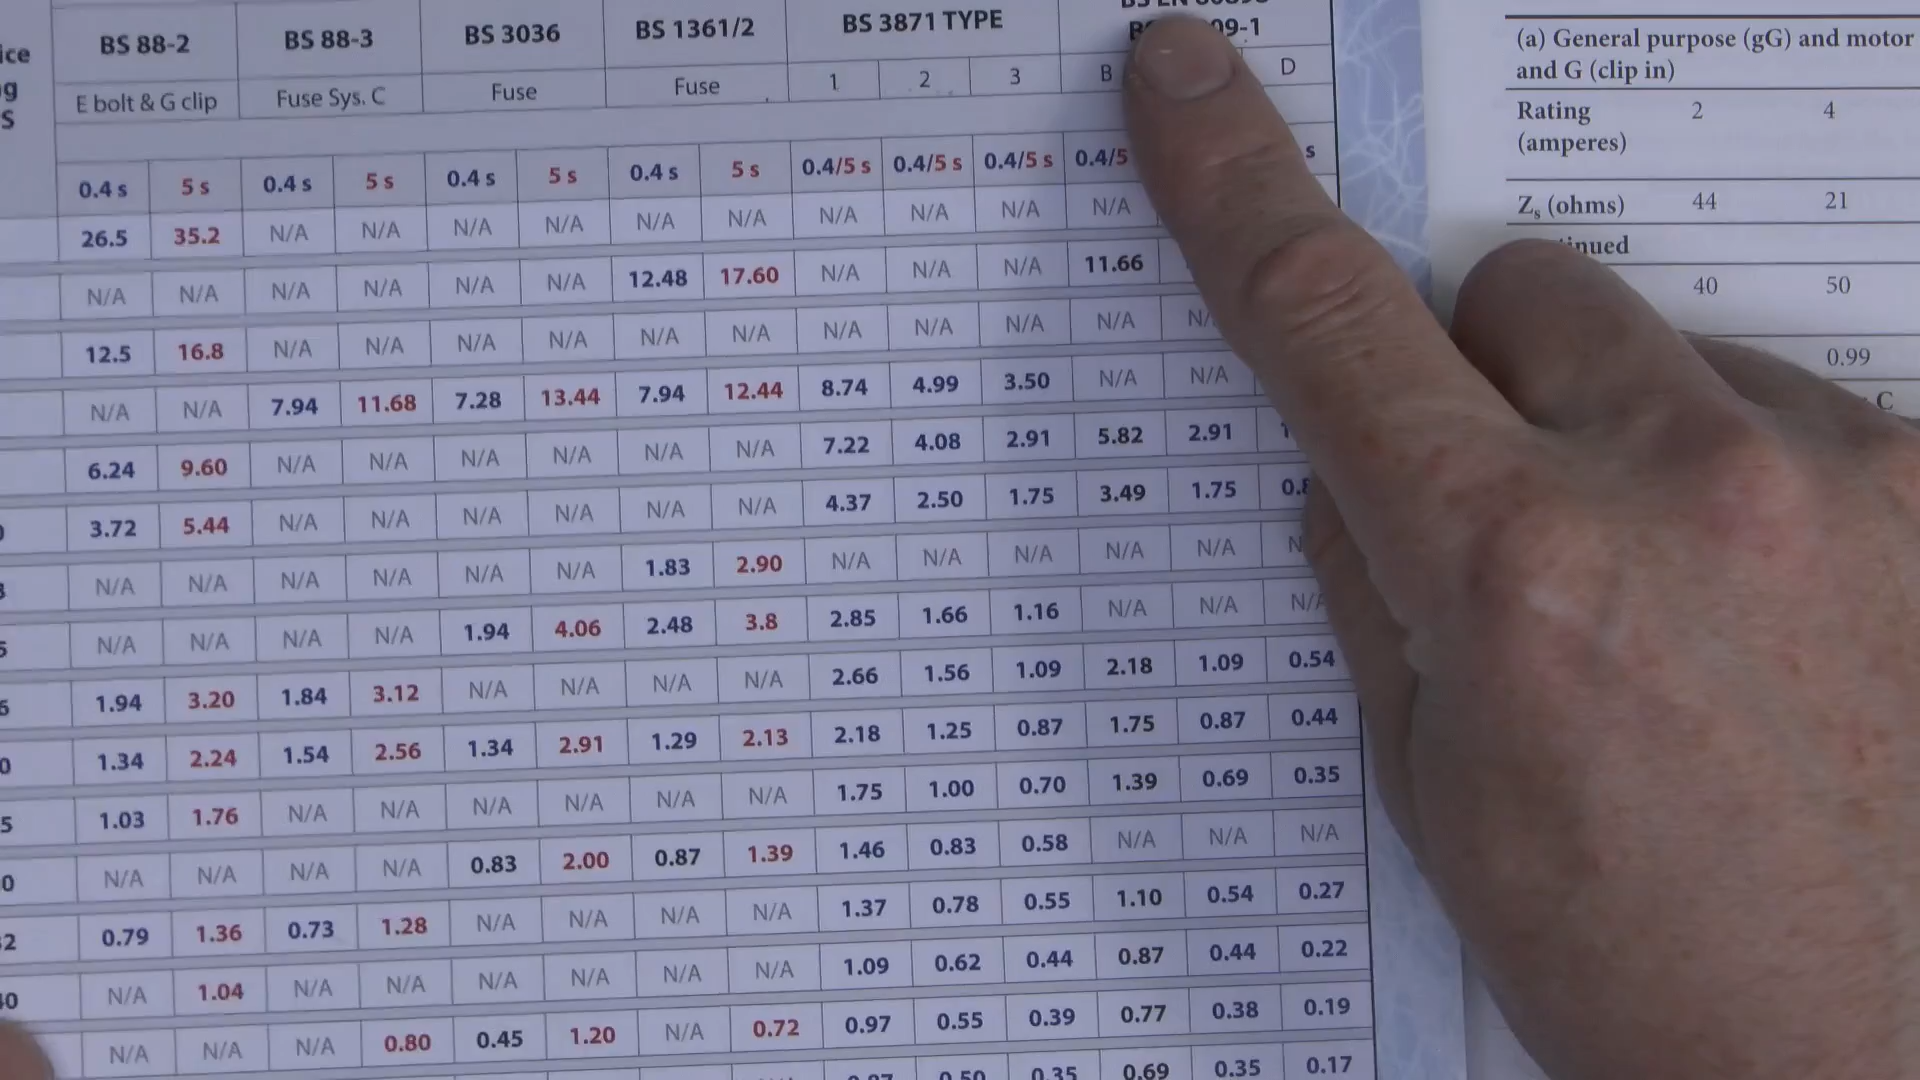 ice
g
S
BS 88-2 BS 88-3 BS 3036 BS 1361/2 BS 3871 TYPE 09-1
E bolt & G clip Fuse Sys. C Fuse Fuse 1 2 3 B D
0.4 s 5 s 0.4 s 5 s 0.4 s 5 s 0.4 s 5 s 0.4/5 s 0.4/5 s 0.4/5 s 0.4/5 s
26.5 35.2 N/A N/A N/A N/A N/A N/A N/A N/A N/A N/A
N/A N/A N/A N/A N/A N/A 12.48 17.60 N/A N/A N/A 11.66
12.5 16.8 N/A N/A N/A N/A N/A N/A N/A N/A N/A N/A N/
N/A N/A 7.94 11.68 7.28 13.44 7.94 12.44 8.74 4.99 3.50 N/A N/A
6.24 9.60 N/A N/A N/A N/A N/A N/A 7.22 4.08 2.91 5.82 2.91
3.72 5.44 N/A N/A N/A N/A N/A N/A 4.37 2.50 1.75 3.49 1.75 0.8
N/A N/A N/A N/A N/A N/A 1.83 2.90 N/A N/A N/A N/A N/A N
5 N/A N/A N/A N/A 1.94 4.06 2.48 3.8 2.85 1.66 1.16 N/A N/A N/A
6 1.94 3.20 1.84 3.12 N/A N/A N/A N/A 2.66 1.56 1.09 2.18 1.09 0.54
0 1.34 2.24 1.54 2.56 1.34 2.91 1.29 2.13 2.18 1.25 0.87 1.75 0.87 0.44
5 1.03 1.76 N/A N/A N/A N/A N/A N/A 1.75 1.00 0.70 1.39 0.69 0.35
0 N/A N/A N/A N/A 0.83 2.00 0.87 1.39 1.46 0.83 0.58 N/A N/A N/A
2 0.79 1.36 0.73 1.28 N/A N/A N/A N/A 1.37 0.78 0.55 1.10 0.54 0.27
40 N/A 1.04 N/A N/A N/A N/A N/A N/A 1.09 0.62 0.44 0.87 0.44 0.22
N/A N/A N/A 0.80 0.45 1.20 N/A 0.72 0.97 0.55 0.39 0.77 0.38 0.19
0.50 0.35 0.69 0.35 0.17
(a) General purpose (gG) and motor
and G (clip in)
Rating 2 4
(amperes)
Zs (ohms) 44 21
inued
40 50
0.99
C